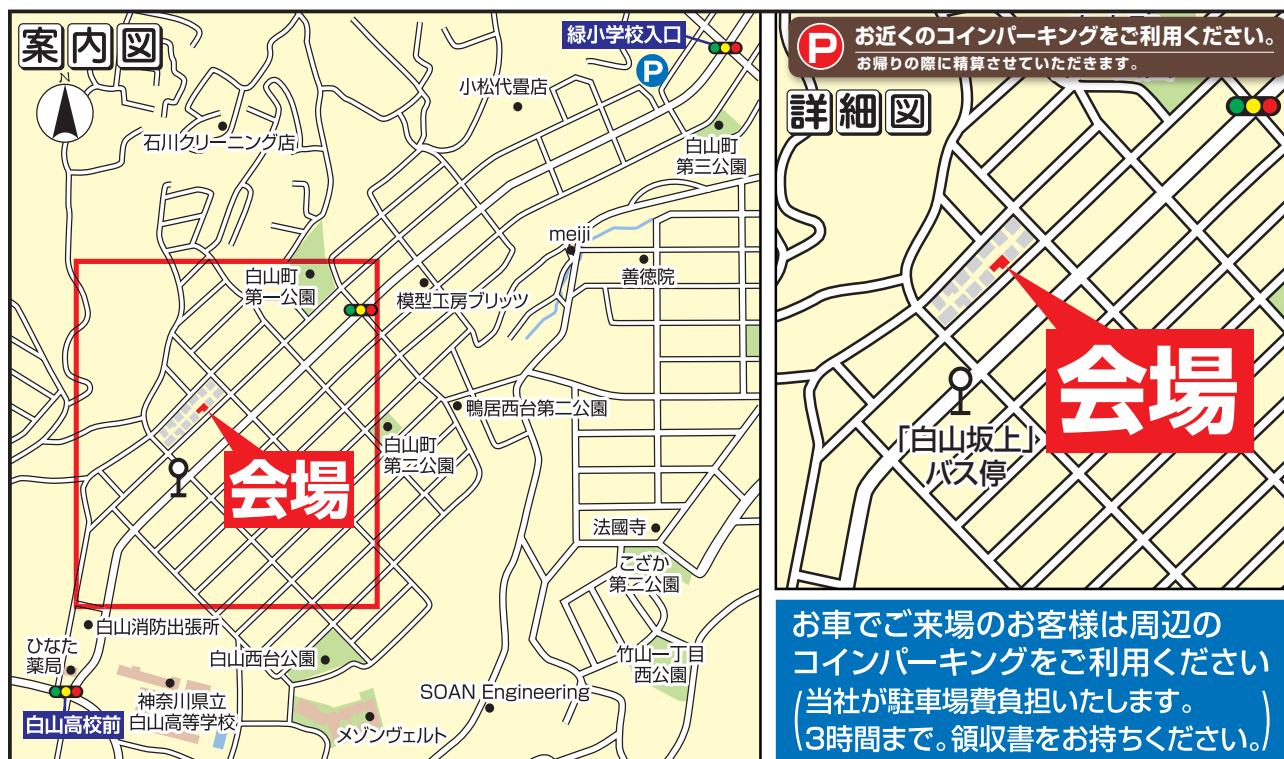 案内図
N
緑小学校入口
P
小松代畳店
石川クリーニング店
白山町
第三公園
meiji
善徳院
白山町
第一公園
模型工房ブリッツ
鴨居西台第二公園
白山町
第二公園
会場
法國寺
こざか
第二公園
白山消防出張所
ひなた
薬局
白山西台公園
竹山一丁目
西公園
神奈川県立
白山高等学校
SOAN Engineering
白山高校前
メゾンヴェルト
P
お近くのコインパーキングをご利用ください。
お帰りの際に精算させていただきます。
詳細図
会場
「白山坂上」
バス停
お車でご来場のお客様は周辺の
コインパーキングをご利用ください
(当社が駐車場費負担いたします。
3時間まで。領収書をお持ちください。)